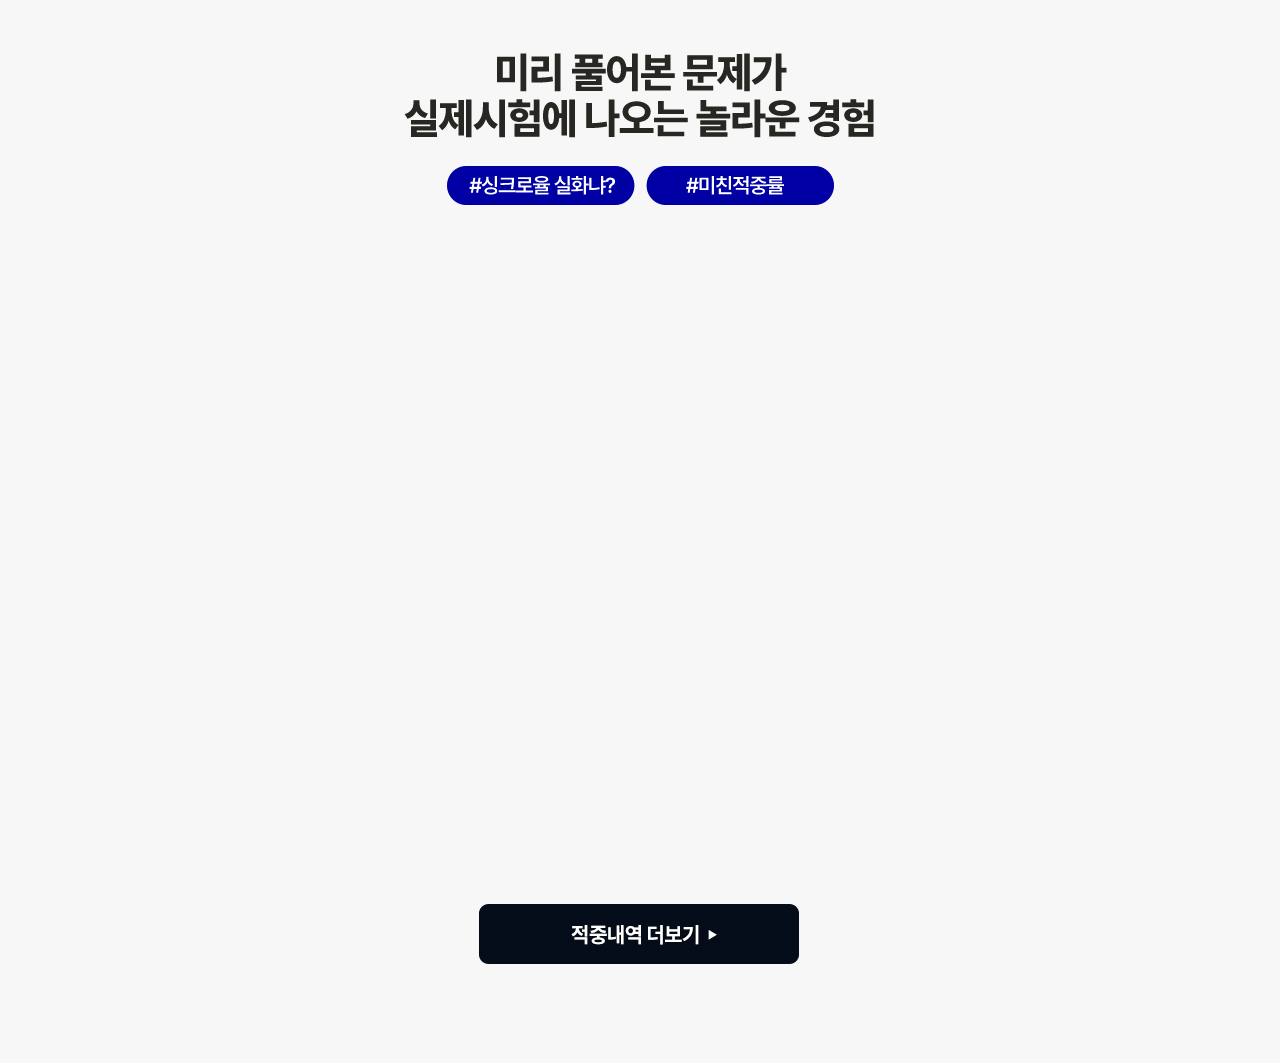 미리 풀어본 문제가
실제시험에 나오는 놀라운 경험
#싱크로율 실화냐? #미친적중률
적중내역 더보기 ▶